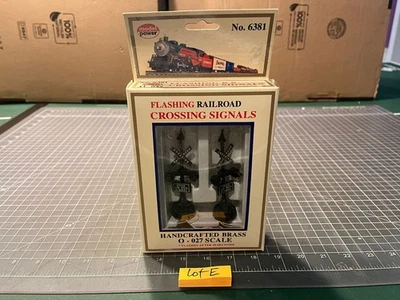 model
power
No. 6381
FLASHING RAILROAD
CROSSING SIGNALS
HANDCRAFTED BRASS
O - 027 SCALE
Lot E